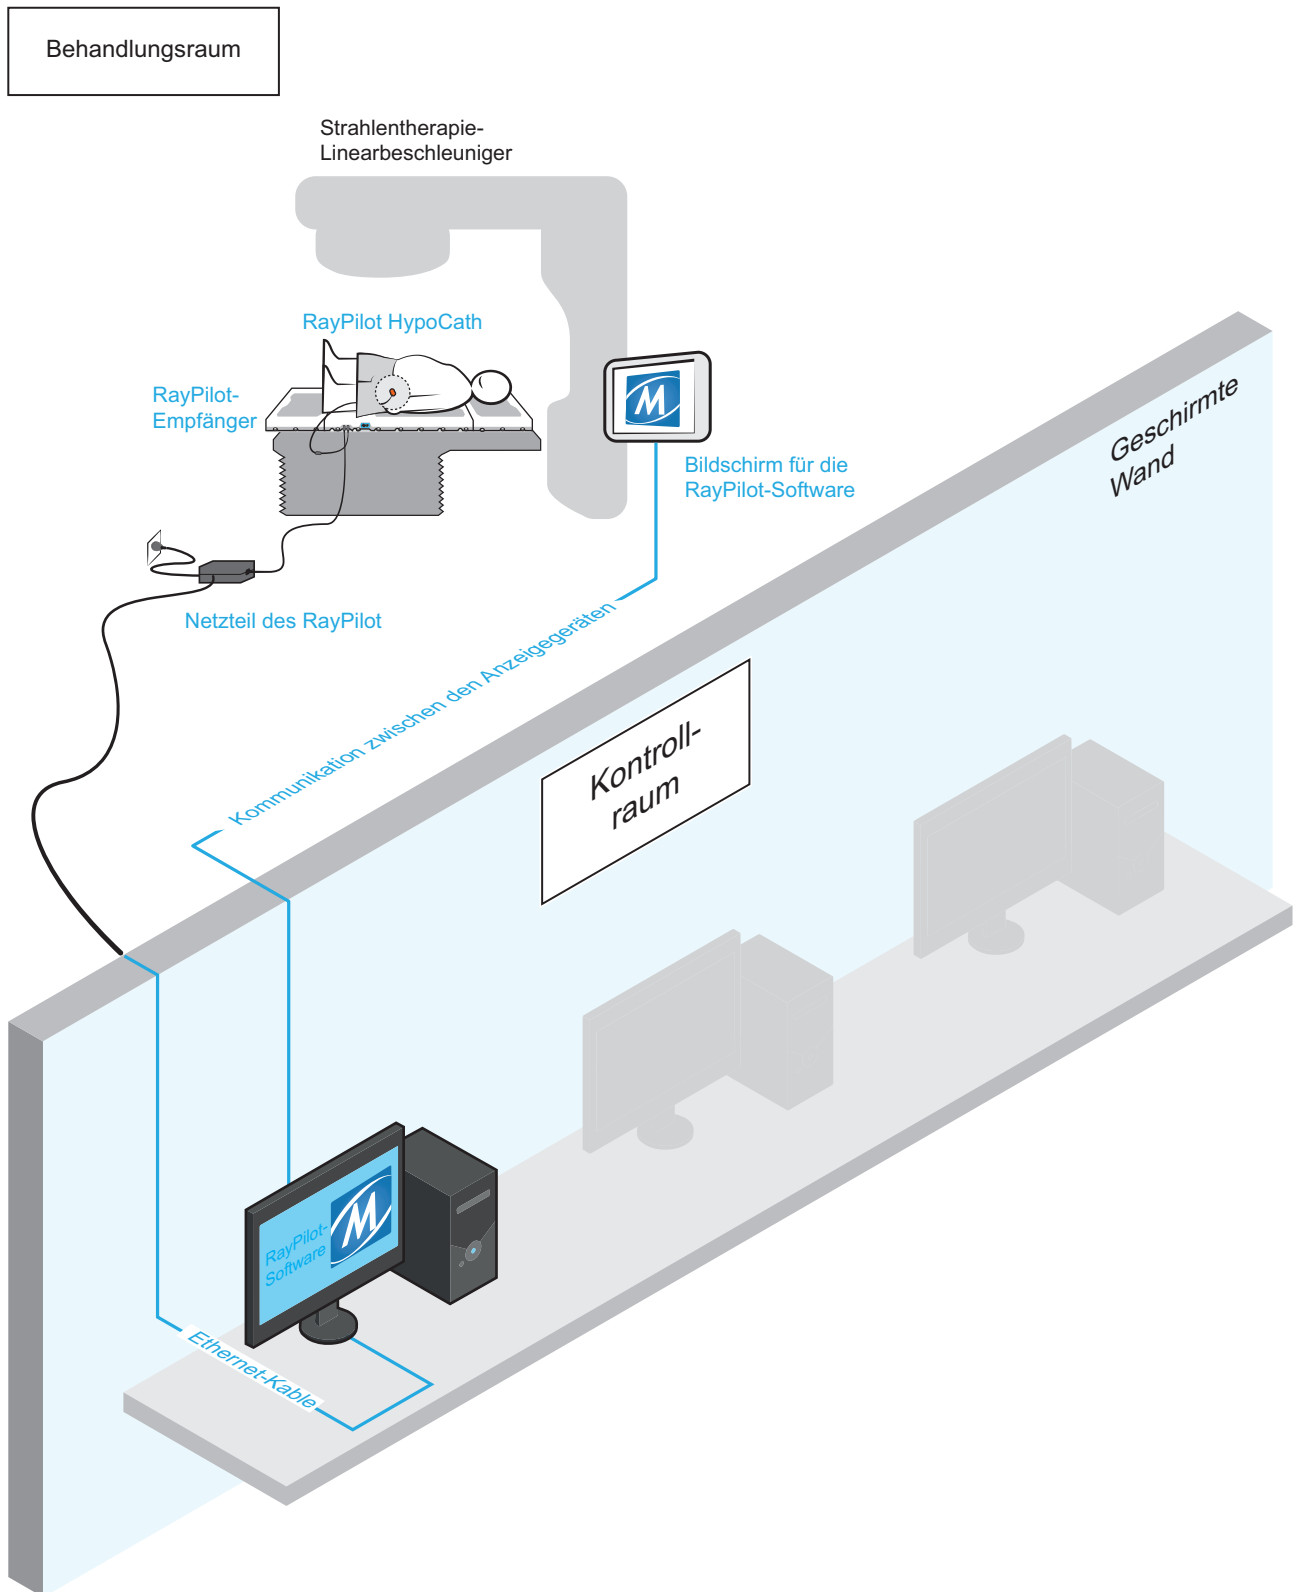 Behandlungsraum
Strahlentherapie-
Linearbeschleuniger
RayPilot HypoCath
RayPilot-
Empfänger
M
Bildschirm für die
RayPilot-Software
Geschirmte
Wand
Netzteil des RayPilot
Kommunikation zwischen den Anzeigegeräten
Kontroll-
raum
RayPilot-
Software
M
Ethernet-Kable